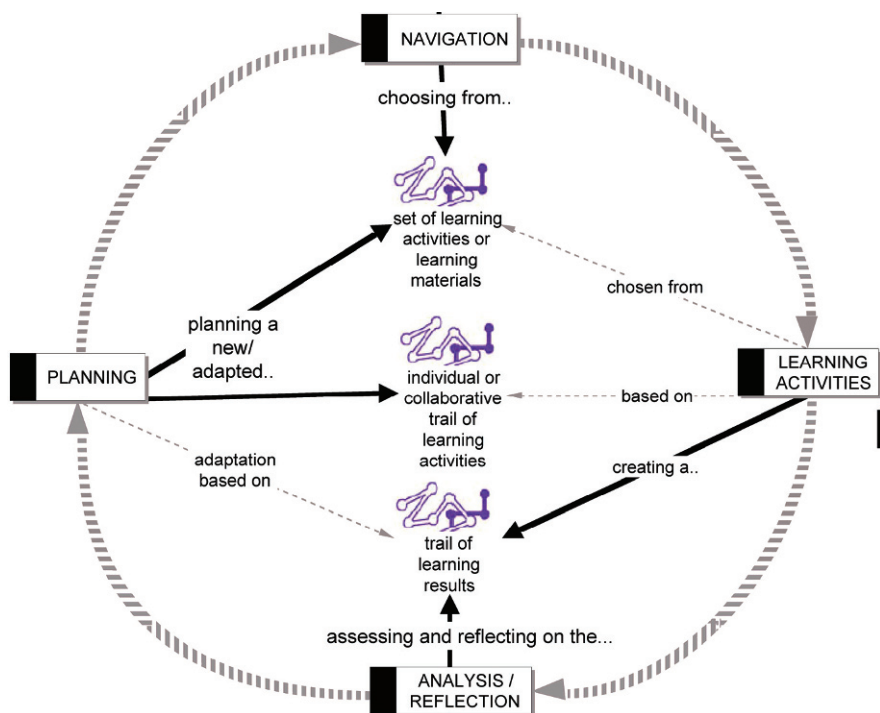 NAVIGATION
choosing from..
set of learning
activities or
learning
materials
chosen from
planning a
new/
adapted..
PLANNING
individual or
collaborative
trail of
learning
activities
based on
LEARNING
ACTIVITIES
adaptation
based on
creating a..
trail of
learning
results
assessing and reflecting on the...
ANALYSIS /
REFLECTION